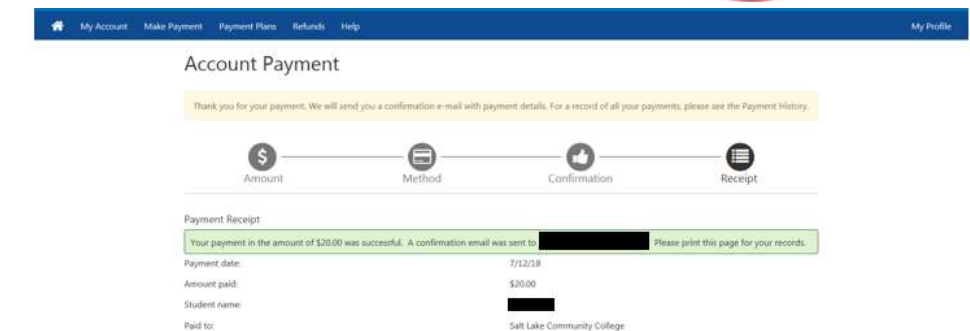 My Account Make Payment Payment Plans Refunds Help My Profile
Account Payment
Thank you for your payment. We will send you a confirmation e-mail with payment details. For a record of all your payments, please see the Payment History.
$
Amount Method Confirmation Receipt
Payment Receipt
Your payment in the amount of $20.00 was successful. A confirmation email was sent to Please print this page for your records.
Payment date: 7/12/18
Amount paid: $20.00
Student name:
Paid to: Salt Lake Community College